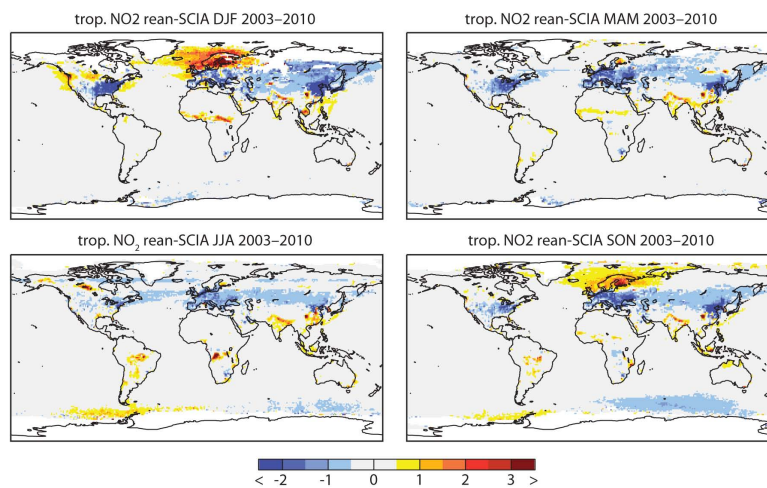 trop. NO2 rean-SCIA DJF 2003–2010
trop. NO2 rean-SCIA MAM 2003–2010
trop. NO₂ rean-SCIA JJA 2003–2010
trop. NO2 rean-SCIA SON 2003–2010
< -2 -1 0 1 2 3 >